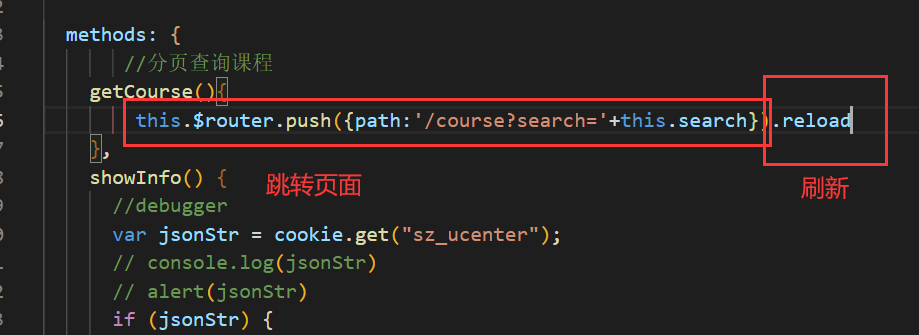 methods: {
//分页查询课程
getCourse(){
this.$router.push({path:'/course?search='+this.search}).reload
},
showInfo() {
跳转页面
刷新
//debugger
var jsonStr = cookie.get("sz_ucenter");
// console.log(jsonStr)
// alert(jsonStr)
if (jsonStr) {